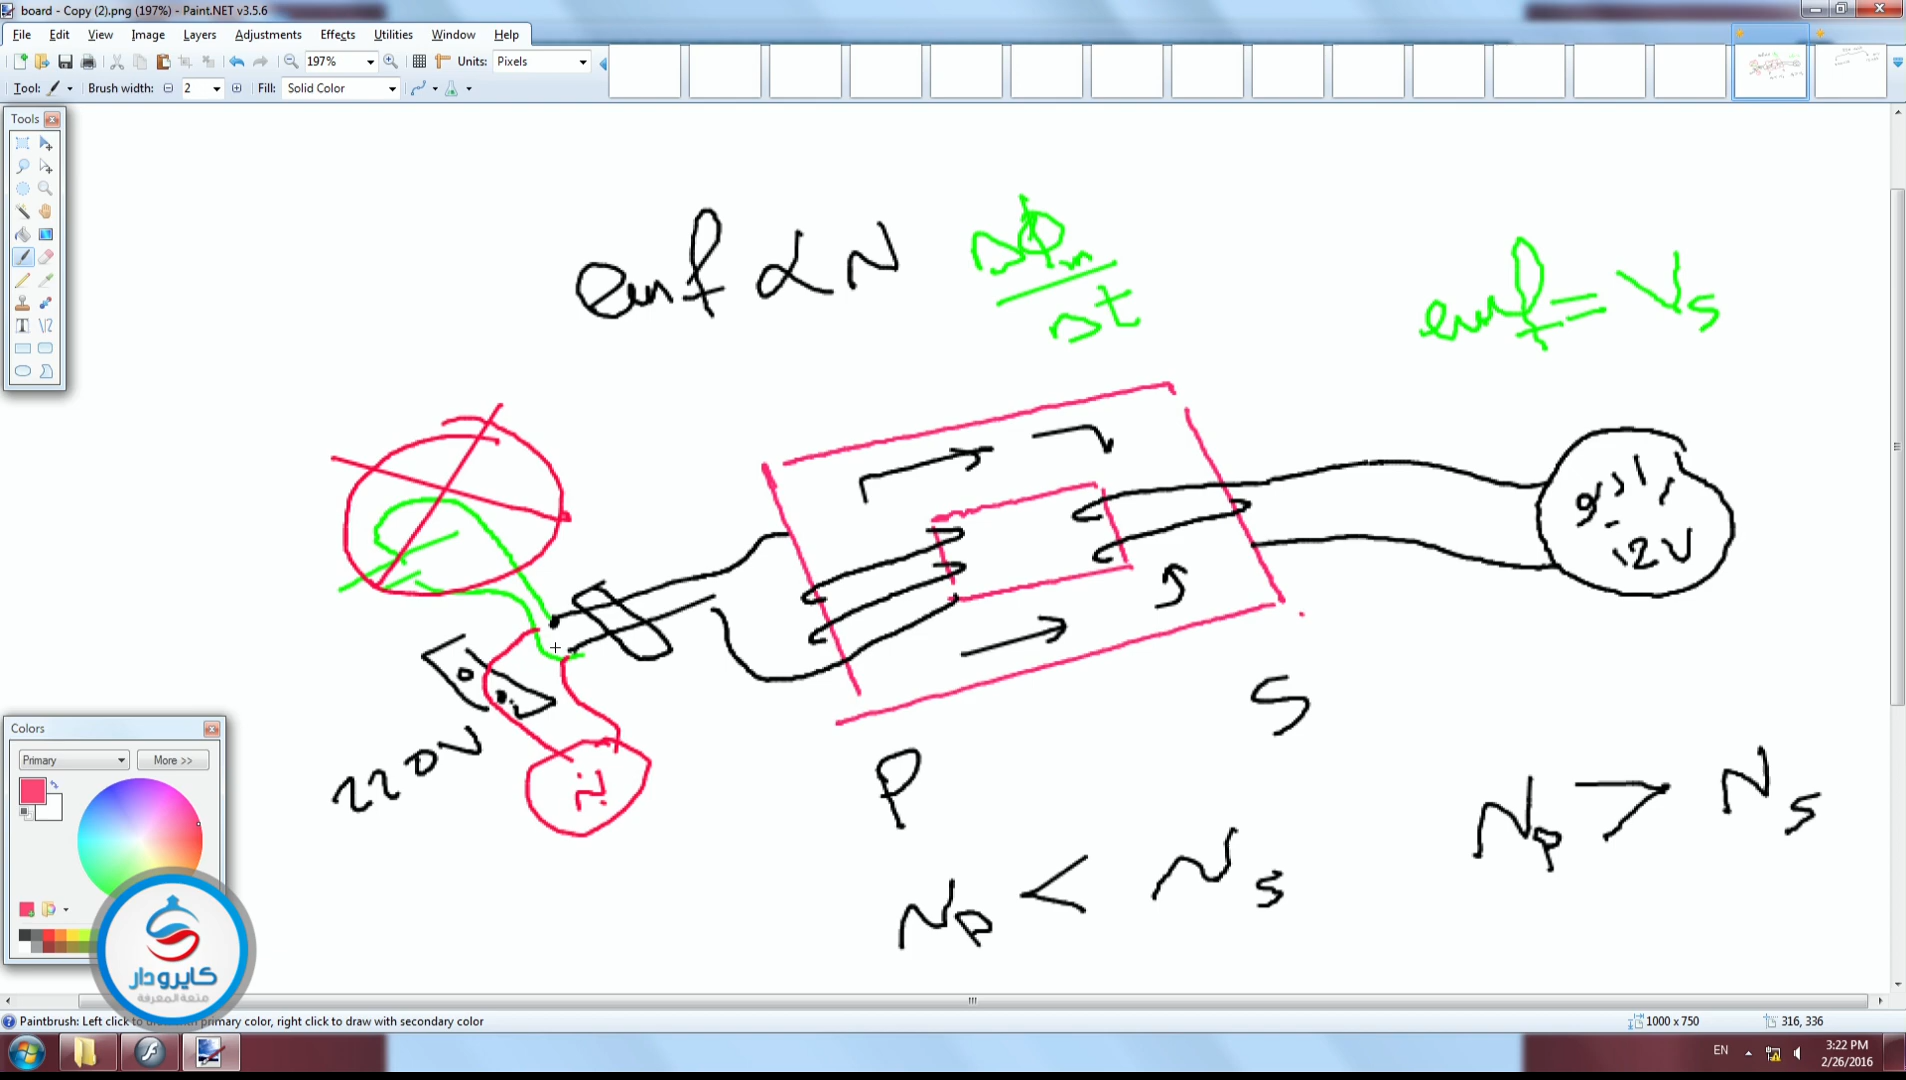 board - Copy (2).png (197%) - Paint.NET v3.5.6
File Edit View Image Layers Adjustments Effects Utilities Window Help
197% Units: Pixels
Tool: Brush width: 2 Fill: Solid Color
Tools
emf ∝ N Δφm/Δt
emf = Vs
12V
220V
P
S
Np > Ns
Np < Ns
Colors
Primary More >>
كايرودار
متعة المعرفة
Paintbrush: Left click to draw with primary color, right click to draw with secondary color
1000 x 750 316, 336
EN 3:22 PM
2/26/2016